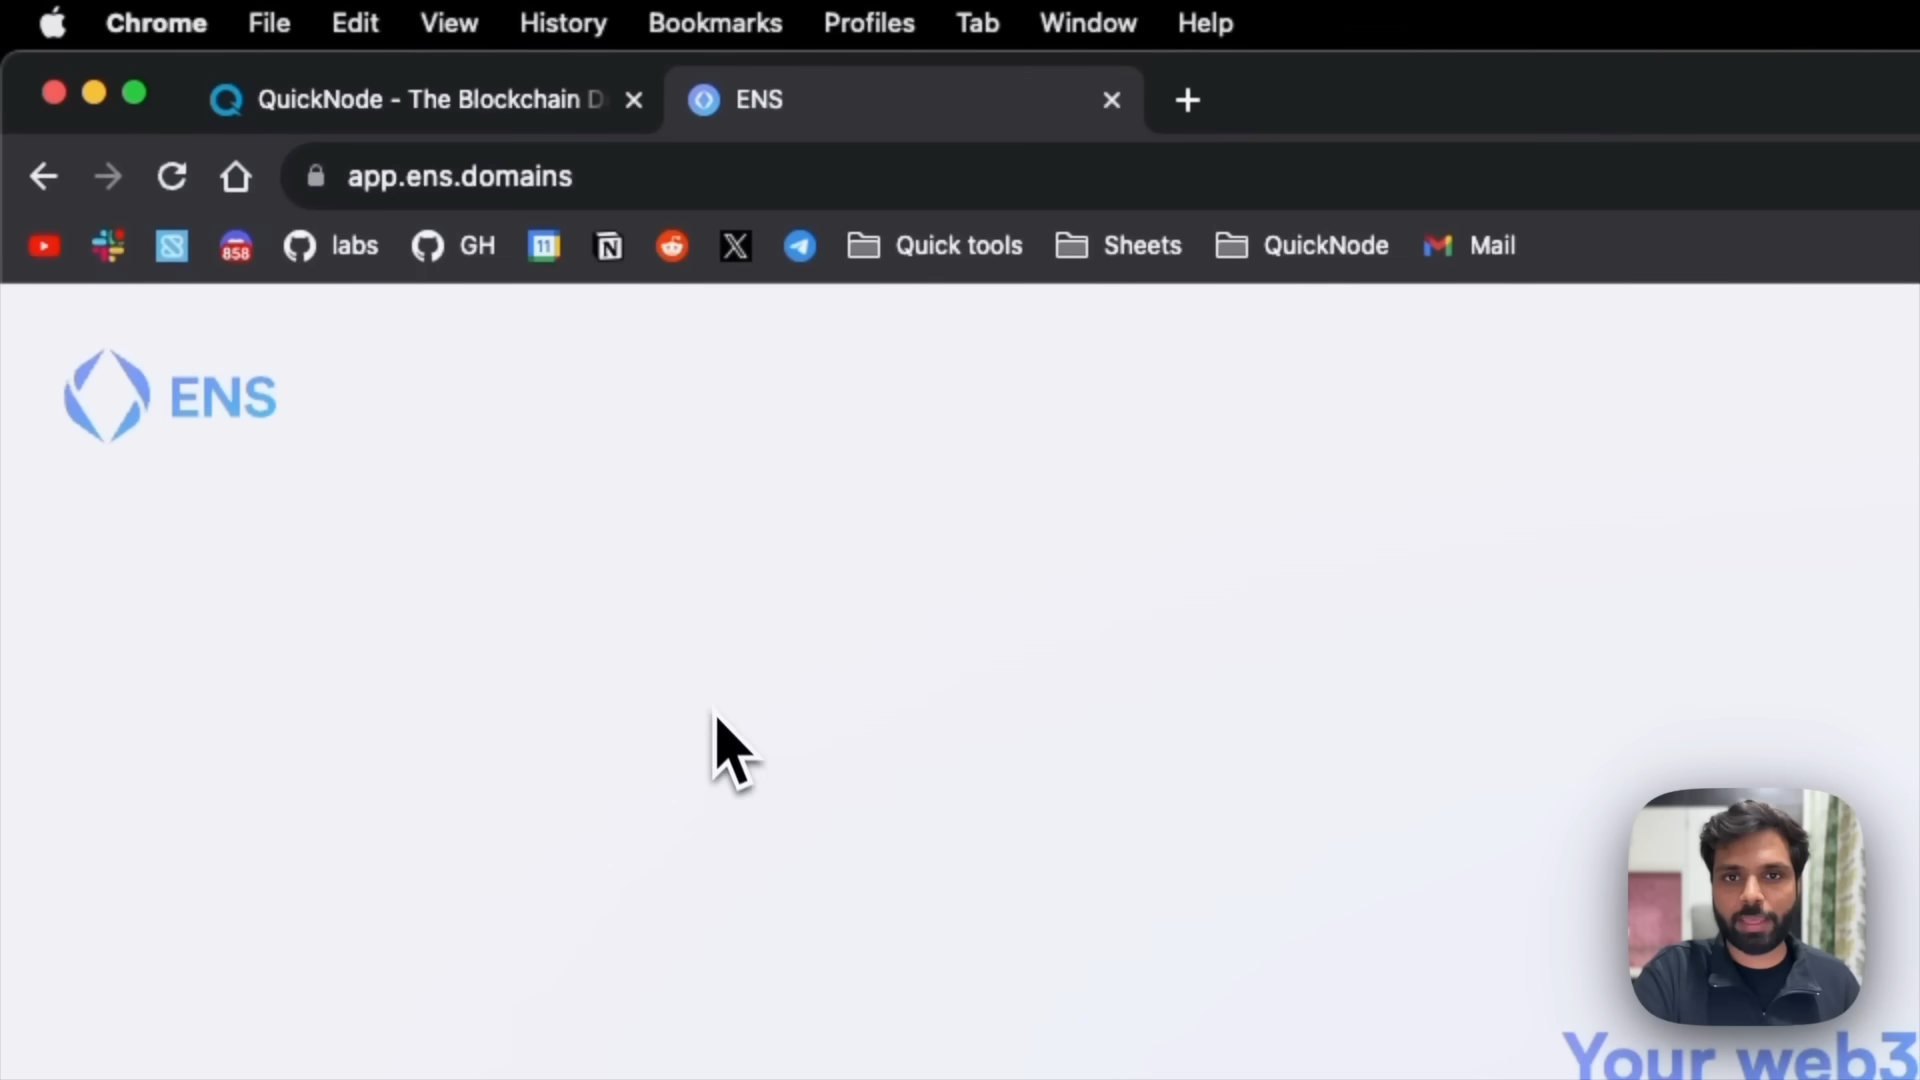 Chrome File Edit View History Bookmarks Profiles Tab Window Help
QuickNode - The Blockchain D
ENS
app.ens.domains
858 labs GH 11 Quick tools Sheets QuickNode Mail
ENS
Your web3